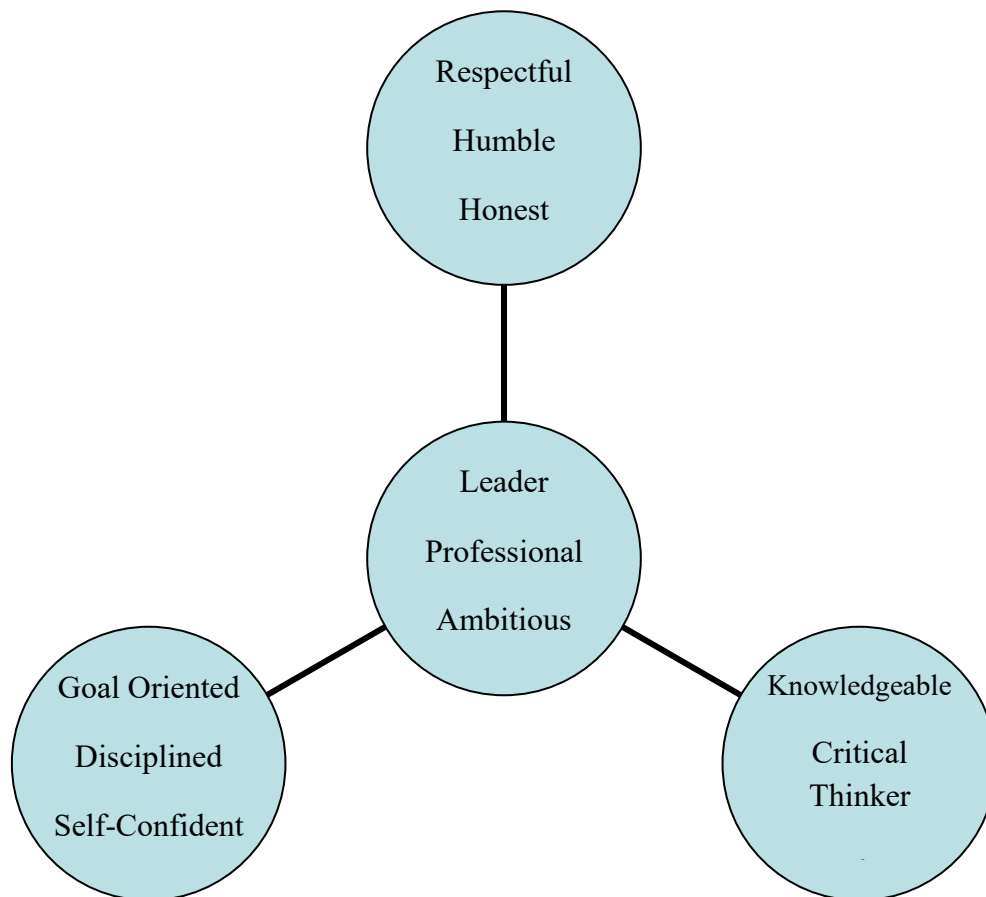 Respectful
Humble
Honest
Leader
Professional
Ambitious
Goal Oriented
Disciplined
Self-Confident
Knowledgeable
Critical
Thinker